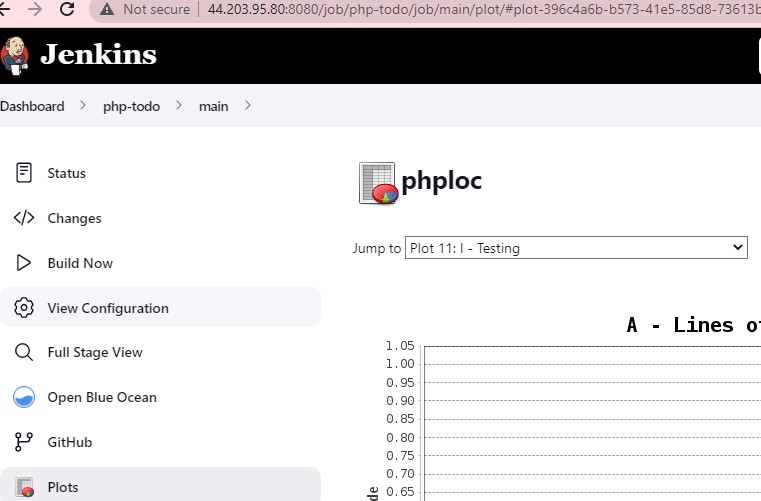 Not secure | 44.203.95.80:8080/job/php-todo/job/main/plot/#plot-396c4a6b-b573-41e5-85d8-73613b
Jenkins
Dashboard > php-todo > main >
Status
Changes
Build Now
View Configuration
Full Stage View
Open Blue Ocean
GitHub
Plots
phploc
Jump to Plot 11: I - Testing
A - Lines of
1.05
1.00
0.95
0.90
0.85
0.80
0.75
0.70
0.65
de